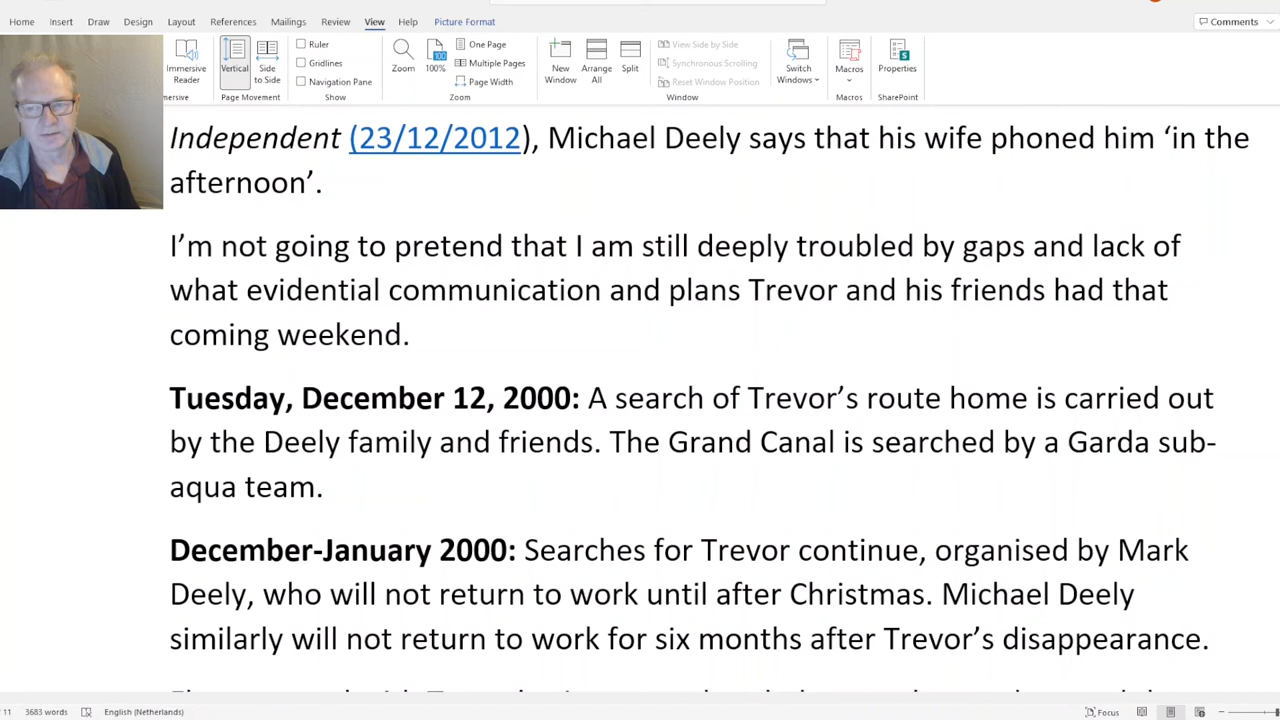 Home Insert Draw Design Layout References Mailings Review View Help Picture Format Comments
Immersive Reader
Vertical
Side to Side
Page Movement
Ruler
Gridlines
Navigation Pane
Show
Zoom
100%
One Page
Multiple Pages
Page Width
Zoom
New Window
Arrange All
Split
View Side by Side
Synchronous Scrolling
Reset Window Position
Window
Switch Windows
Macros
Macros
Properties
SharePoint
Independent (23/12/2012), Michael Deely says that his wife phoned him ‘in the
afternoon’.
I’m not going to pretend that I am still deeply troubled by gaps and lack of
what evidential communication and plans Trevor and his friends had that
coming weekend.
Tuesday, December 12, 2000: A search of Trevor’s route home is carried out
by the Deely family and friends. The Grand Canal is searched by a Garda sub-
aqua team.
December-January 2000: Searches for Trevor continue, organised by Mark
Deely, who will not return to work until after Christmas. Michael Deely
similarly will not return to work for six months after Trevor’s disappearance.
11 3683 words English (Netherlands) Focus